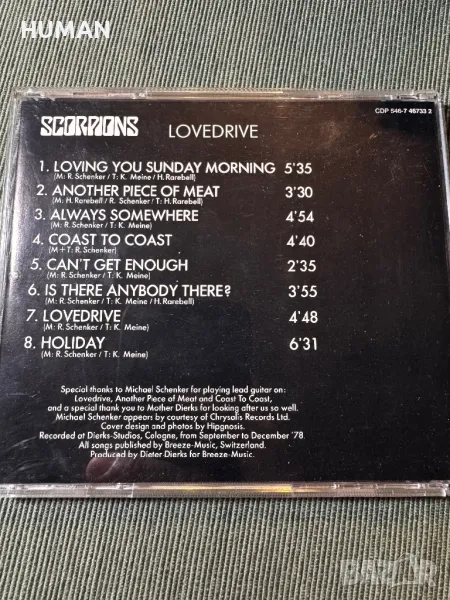 HUMAN
CDP 546-7 46733 2
SCORPIONS LOVEDRIVE
1. LOVING YOU SUNDAY MORNING 5'35
(M: R. Schenker / T: K. Meine / H. Rarebell)
2. ANOTHER PIECE OF MEAT 3'30
(M: H. Rarebell / R. Schenker / T: H. Rarebell)
3. ALWAYS SOMEWHERE 4'54
(M: R. Schenker / T: K. Meine)
4. COAST TO COAST 4'40
(M+T: R. Schenker)
5. CAN'T GET ENOUGH 2'35
(M: R. Schenker / T: K. Meine)
6. IS THERE ANYBODY THERE? 3'55
(M: R. Schenker / T: K. Meine / H. Rarebell)
7. LOVEDRIVE 4'48
(M: R. Schenker / T: K. Meine)
8. HOLIDAY 6'31
(M: R. Schenker / T: K. Meine)
Special thanks to Michael Schenker for playing lead guitar on:
Lovedrive, Another Piece of Meat and Coast To Coast,
and a special thank you to Mother Dierks for looking after us so well.
Michael Schenker appears by courtesy of Chrysalis Records Ltd.
Cover design and photos by Hipgnosis.
Recorded at Dierks-Studios, Cologne, from September to December '78.
All songs published by Breeze-Music, Switzerland.
Produced by Dieter Dierks for Breeze-Music.
BAZAR